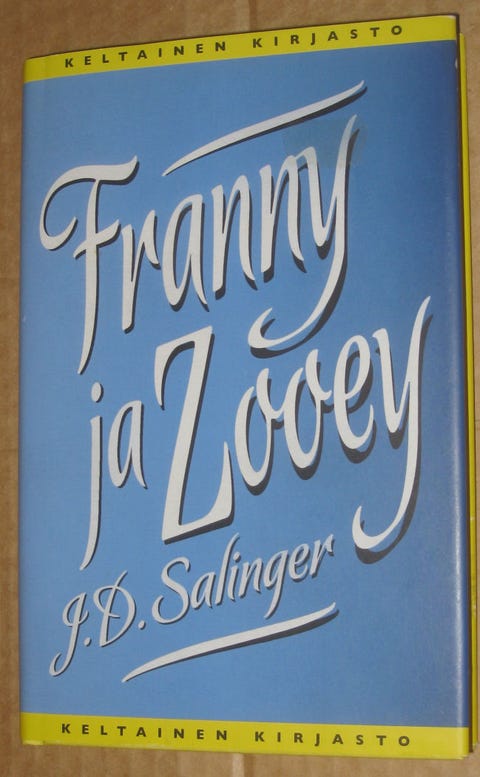 KELTAINEN KIRJASTO
Franny
ja Zooey
J.D. Salinger
KELTAINEN KIRJASTO